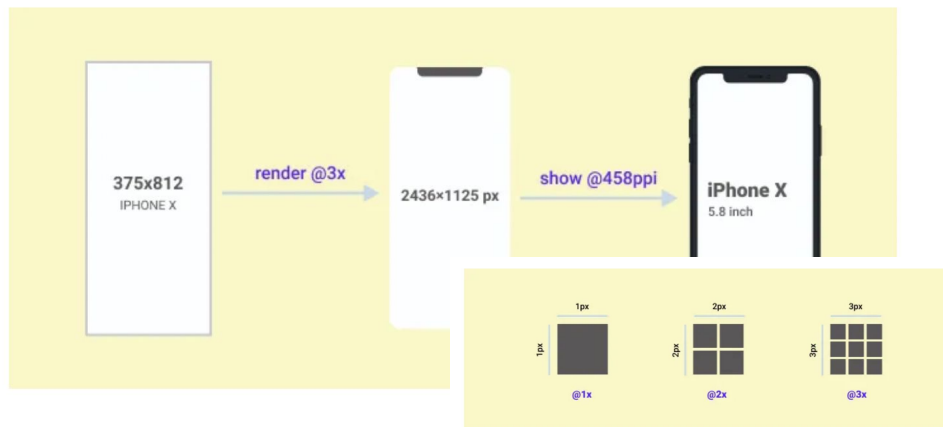 375x812
IPHONE X
render @3x
2436×1125 px
show @458ppi
iPhone X
5.8 inch
1px
1px
@1x
2px
2px
@2x
3px
3px
@3x